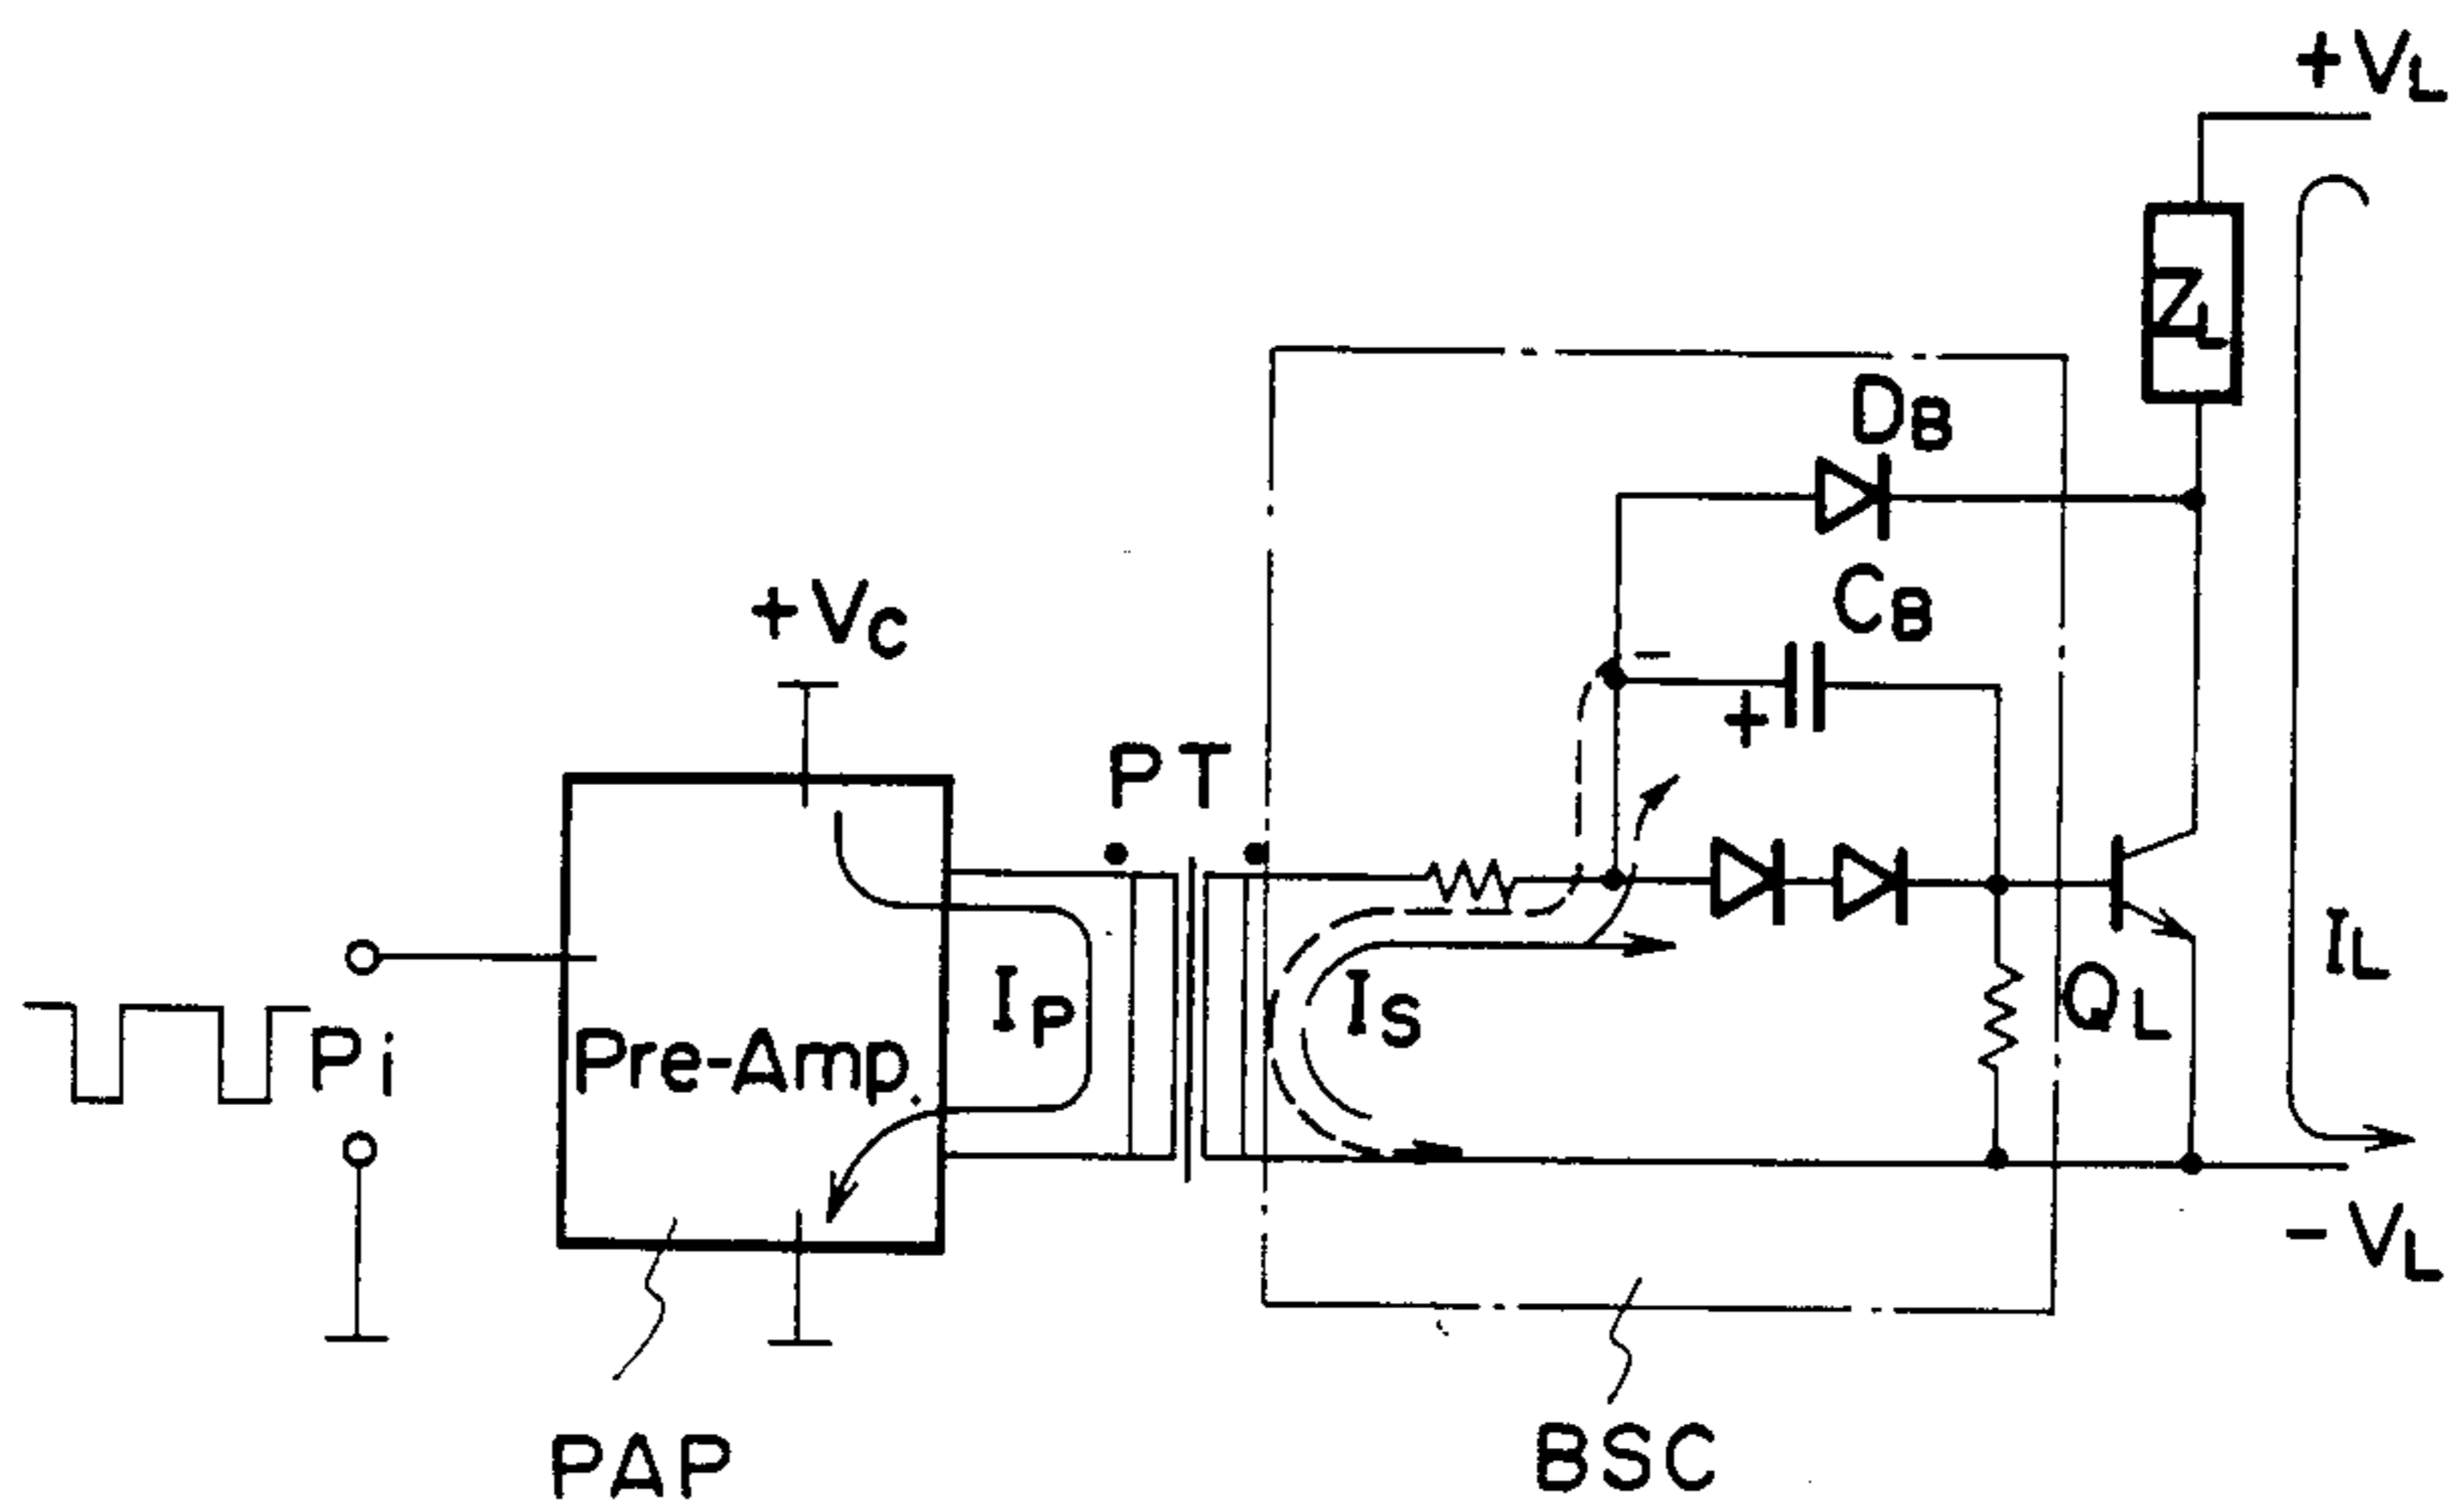 +VL
ZL
DB
CB
-
+
+VC
PT
IP
IS
IL
QL
Pi
Pre-Amp.
-VL
PAP
BSC